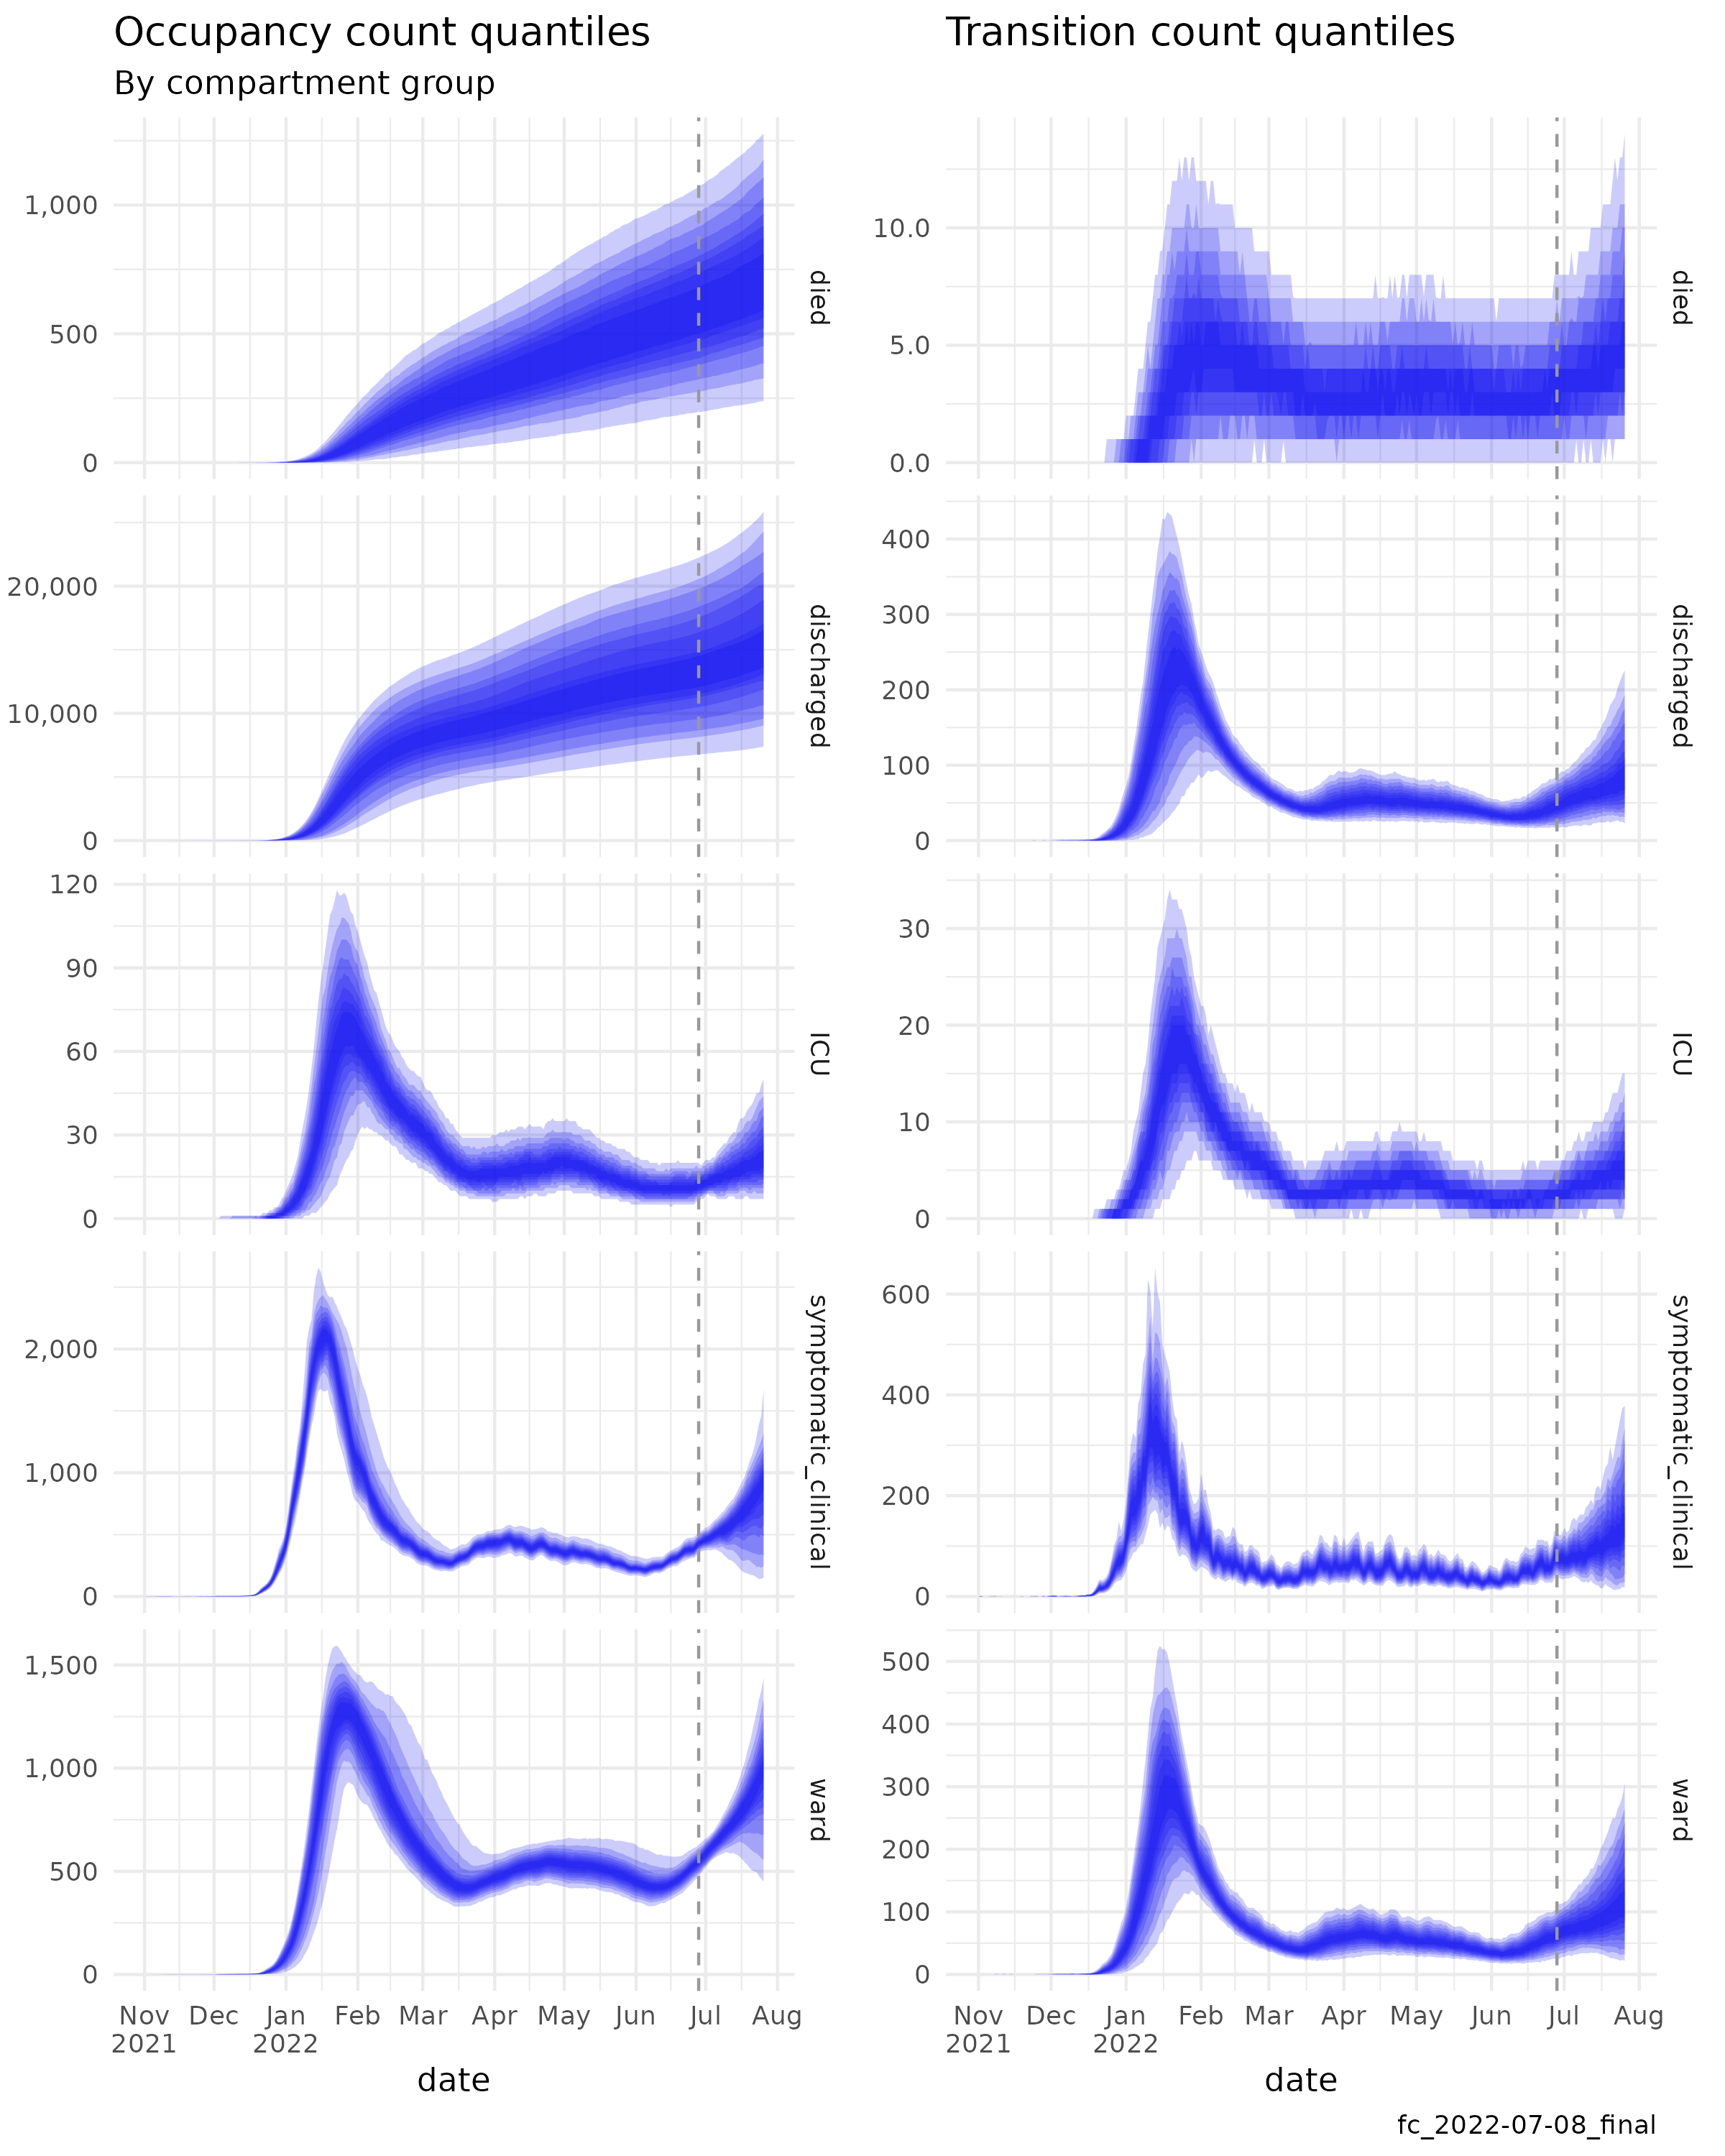 Occupancy count quantiles
By compartment group
1,000
500
0
died
20,000
10,000
0
discharged
120
90
60
30
0
ICU
2,000
1,000
0
symptomatic_clinical
1,500
1,000
500
0
ward
Nov Dec Jan Feb Mar Apr May Jun Jul Aug
2021 2022
date
Transition count quantiles
10.0
5.0
0.0
died
400
300
200
100
0
discharged
30
20
10
0
ICU
600
400
200
0
symptomatic_clinical
500
400
300
200
100
0
ward
Nov Dec Jan Feb Mar Apr May Jun Jul Aug
2021 2022
date
fc_2022-07-08_final